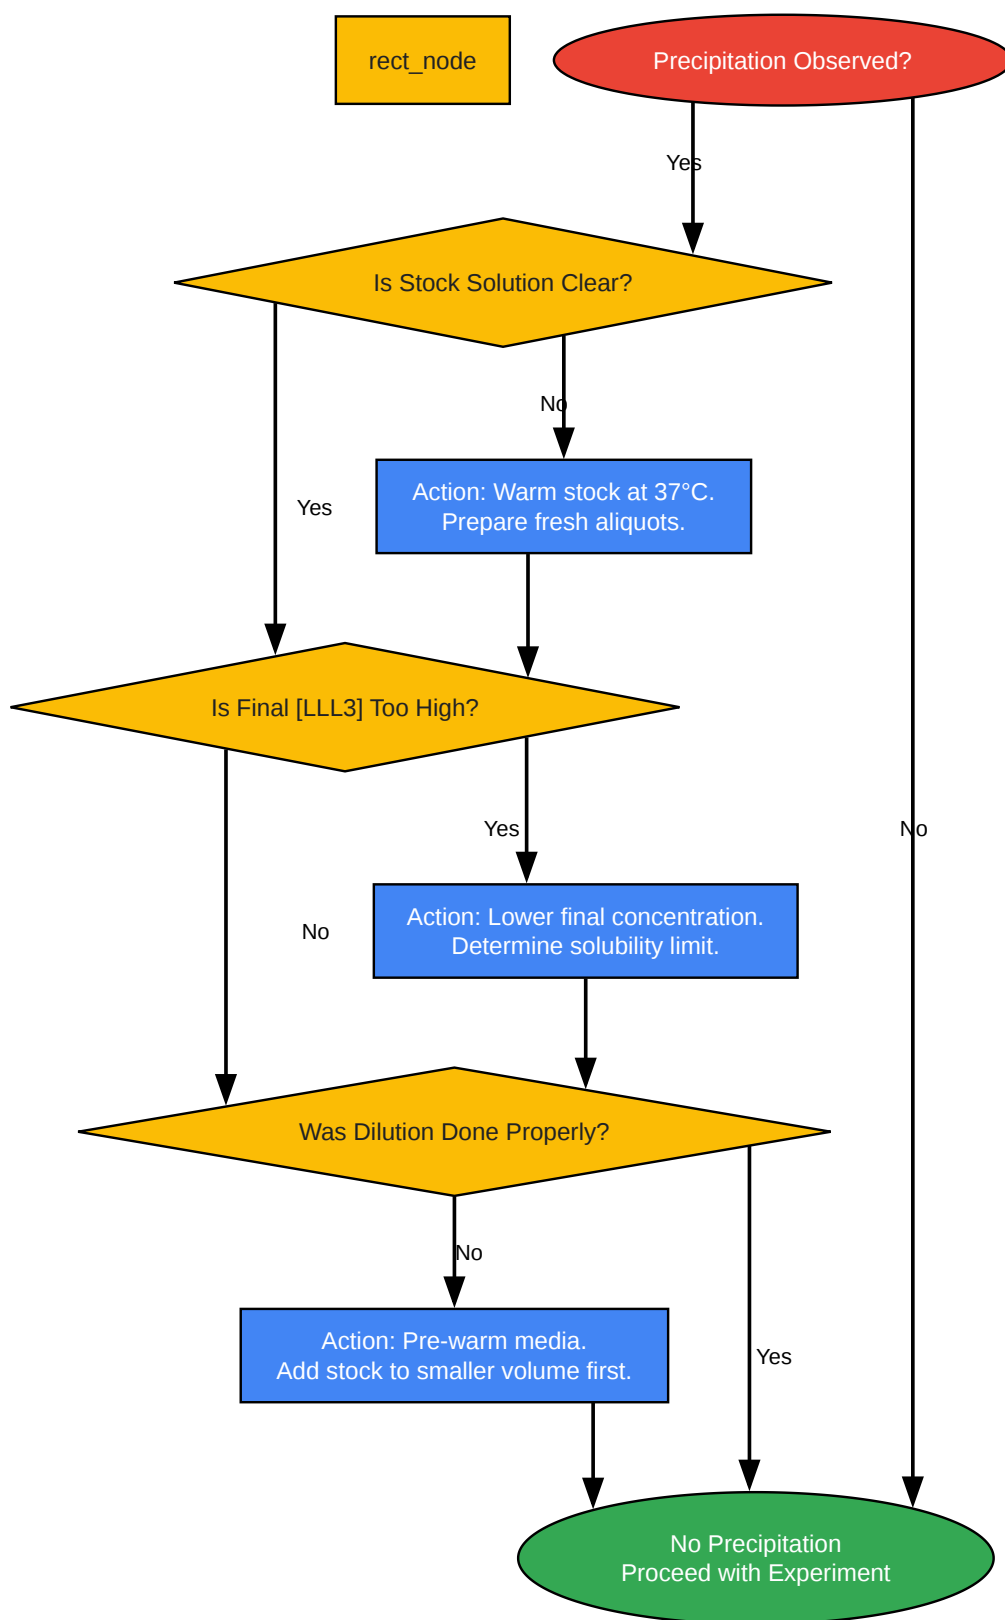 rect_node
Precipitation Observed?
Yes
Is Stock Solution Clear?
No
Action: Warm stock at 37°C.
Prepare fresh aliquots.
Yes
Is Final [LLL3] Too High?
Yes
No
Action: Lower final concentration.
Determine solubility limit.
No
Was Dilution Done Properly?
No
Action: Pre-warm media.
Add stock to smaller volume first.
Yes
No Precipitation
Proceed with Experiment